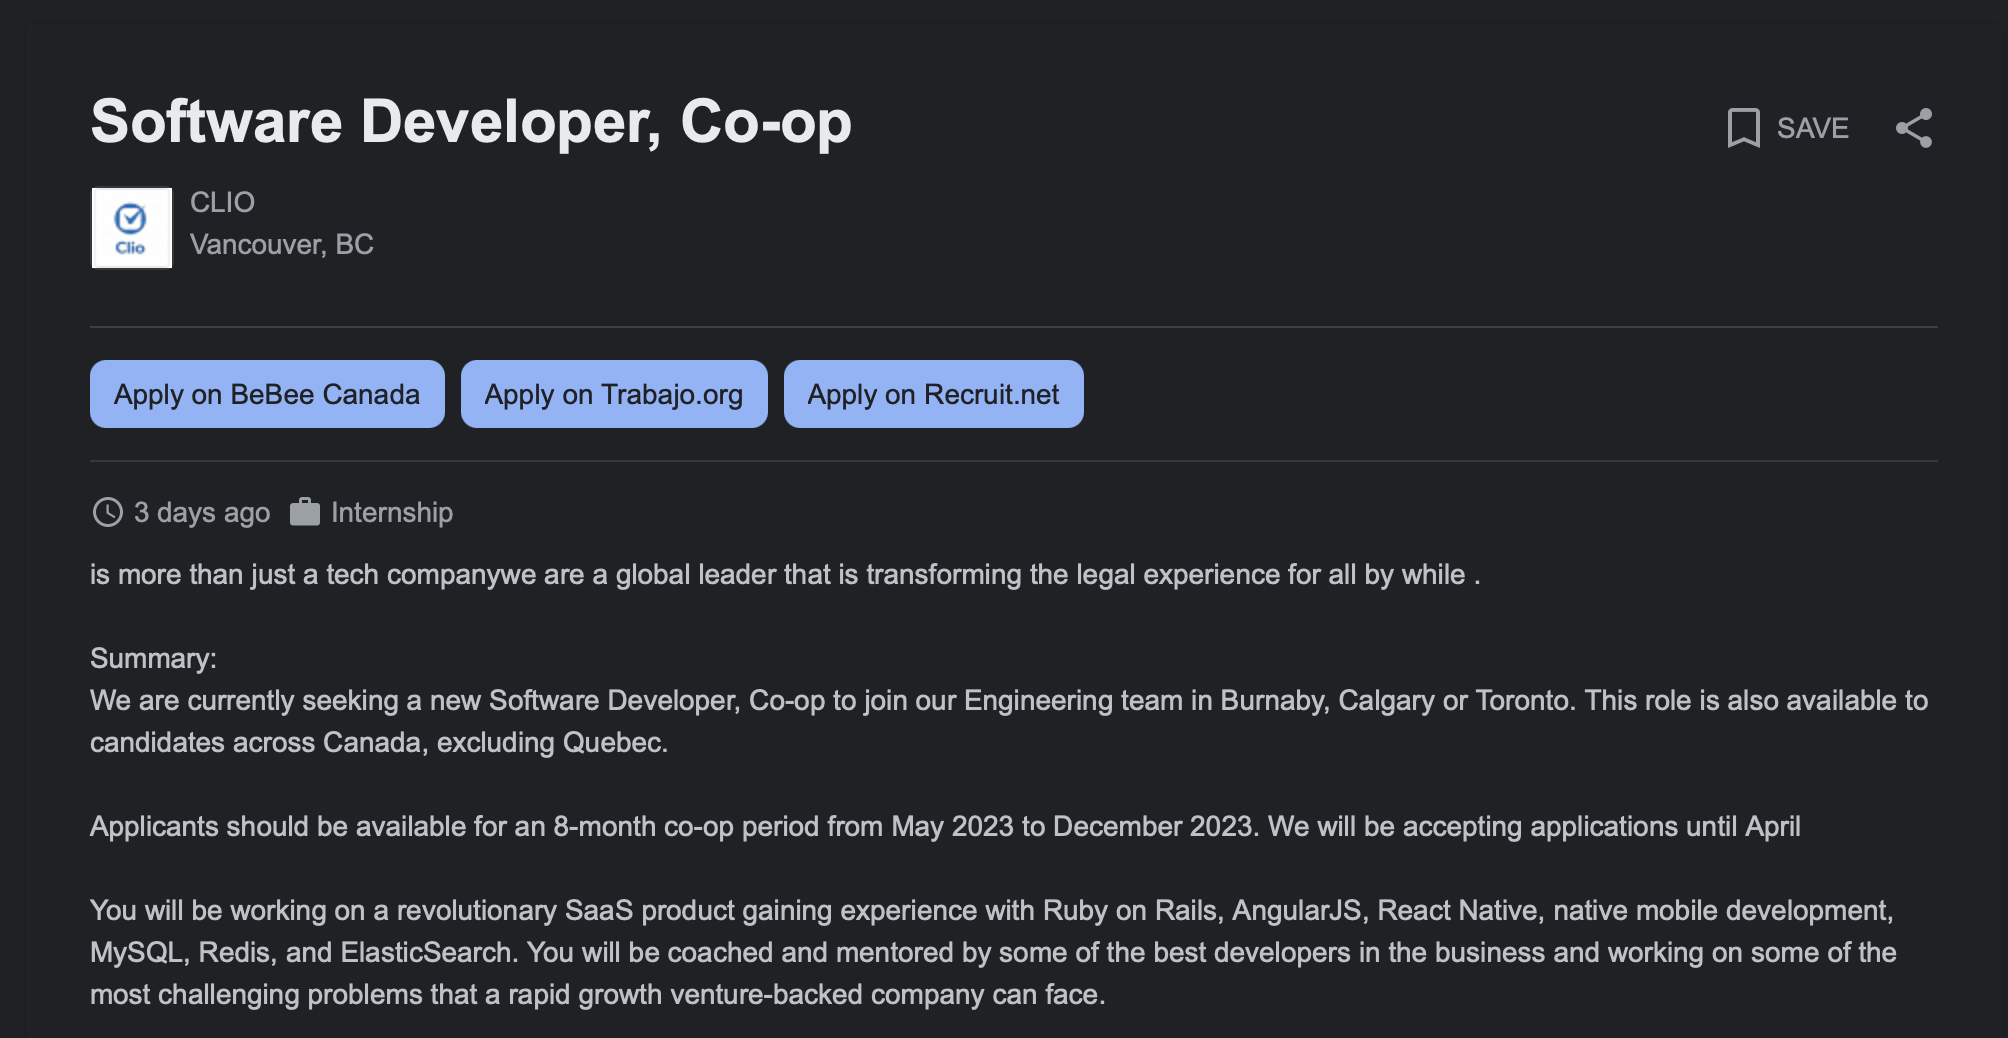 Software Developer, Co-op
SAVE
Clio
CLIO
Vancouver, BC
Apply on BeBee Canada
Apply on Trabajo.org
Apply on Recruit.net
3 days ago
Internship
is more than just a tech companywe are a global leader that is transforming the legal experience for all by while .
Summary:
We are currently seeking a new Software Developer, Co-op to join our Engineering team in Burnaby, Calgary or Toronto. This role is also available to
candidates across Canada, excluding Quebec.
Applicants should be available for an 8-month co-op period from May 2023 to December 2023. We will be accepting applications until April
You will be working on a revolutionary SaaS product gaining experience with Ruby on Rails, AngularJS, React Native, native mobile development,
MySQL, Redis, and ElasticSearch. You will be coached and mentored by some of the best developers in the business and working on some of the
most challenging problems that a rapid growth venture-backed company can face.